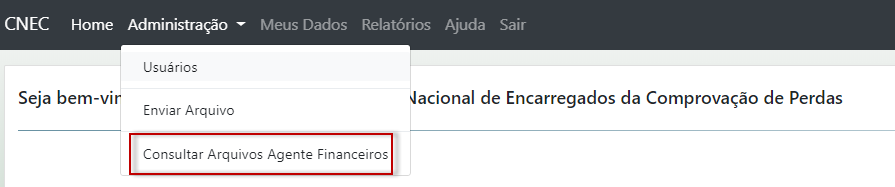 CNEC Home Administração Meus Dados Relatórios Ajuda Sair
Usuários
Seja bem-vin Nacional de Encarregados da Comprovação de Perdas
Enviar Arquivo
Consultar Arquivos Agente Financeiros